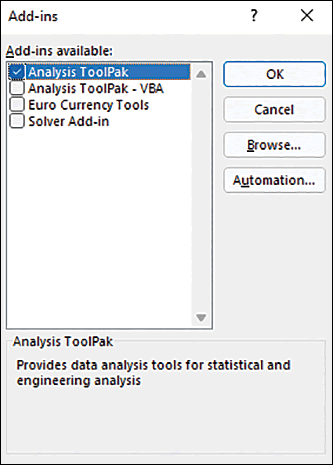 Add-ins ? ×
Add-ins available:
Analysis ToolPak
Analysis ToolPak - VBA
Euro Currency Tools
Solver Add-in
OK
Cancel
Browse...
Automation...
Analysis ToolPak
Provides data analysis tools for statistical and
engineering analysis